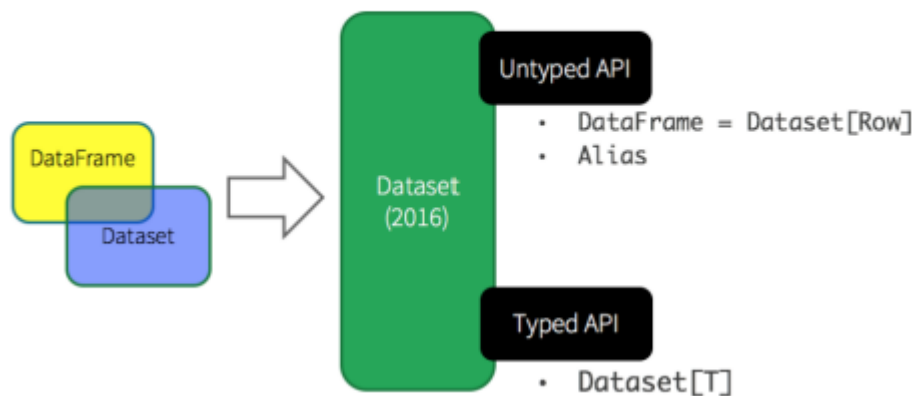 DataFrame
Dataset
Dataset
(2016)
Untyped API
• DataFrame = Dataset[Row]
• Alias
Typed API
• Dataset[T]